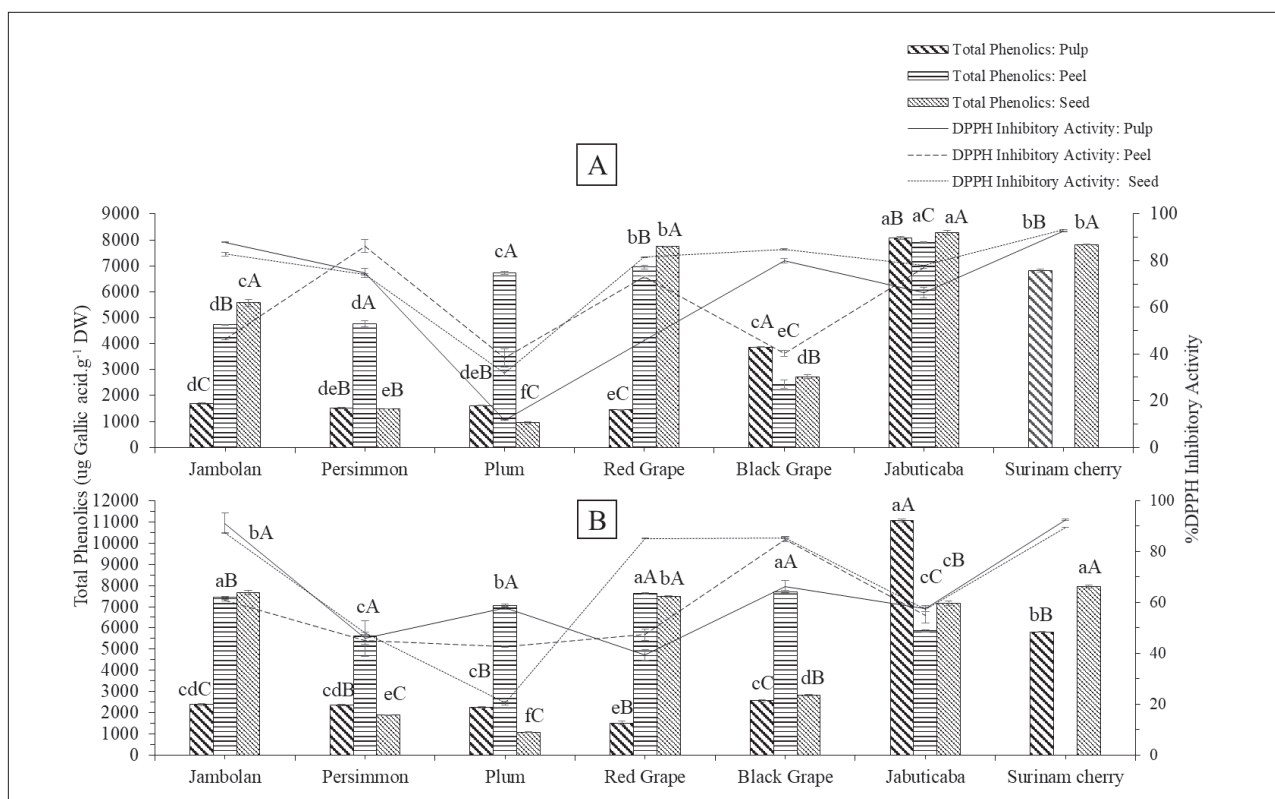 Total Phenolics: Pulp
Total Phenolics: Peel
Total Phenolics: Seed
DPPH Inhibitory Activity: Pulp
DPPH Inhibitory Activity: Peel
DPPH Inhibitory Activity: Seed
A
Total Phenolics (ug Gallic acid.g⁻¹ DW)
%DPPH Inhibitory Activity
9000
8000
7000
6000
5000
4000
3000
2000
1000
0
dC
dB
cA
deB
dA
eB
deB
cA
fC
eC
bB
bA
cA
eC
dB
aB
aC
aA
bB
bA
100
80
60
40
20
0
Jambolan
Persimmon
Plum
Red Grape
Black Grape
Jabuticaba
Surinam cherry
B
12000
11000
10000
9000
8000
7000
6000
5000
4000
3000
2000
1000
0
cdC
aB
bA
cdB
cA
eC
cB
bA
fC
eB
aA
bA
cC
aA
dB
aA
cC
cB
bB
aA
100
80
60
40
20
0
Jambolan
Persimmon
Plum
Red Grape
Black Grape
Jabuticaba
Surinam cherry